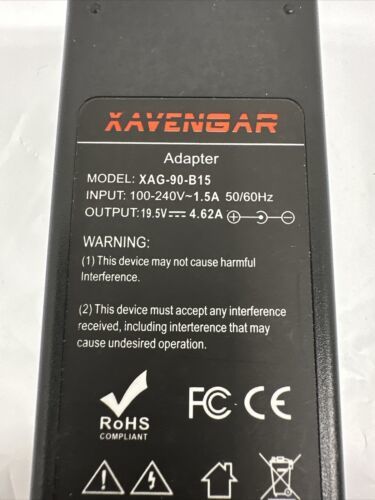 XAVENGAR
Adapter
MODEL: XAG-90-B15
INPUT: 100-240V~1.5A 50/60Hz
OUTPUT:19.5V⎓4.62A
WARNING:
(1) This device may not cause harmful
Interference.
(2) This device must accept any interference
received, including interference that may
cause undesired operation.
RoHS
COMPLIANT
FC CE